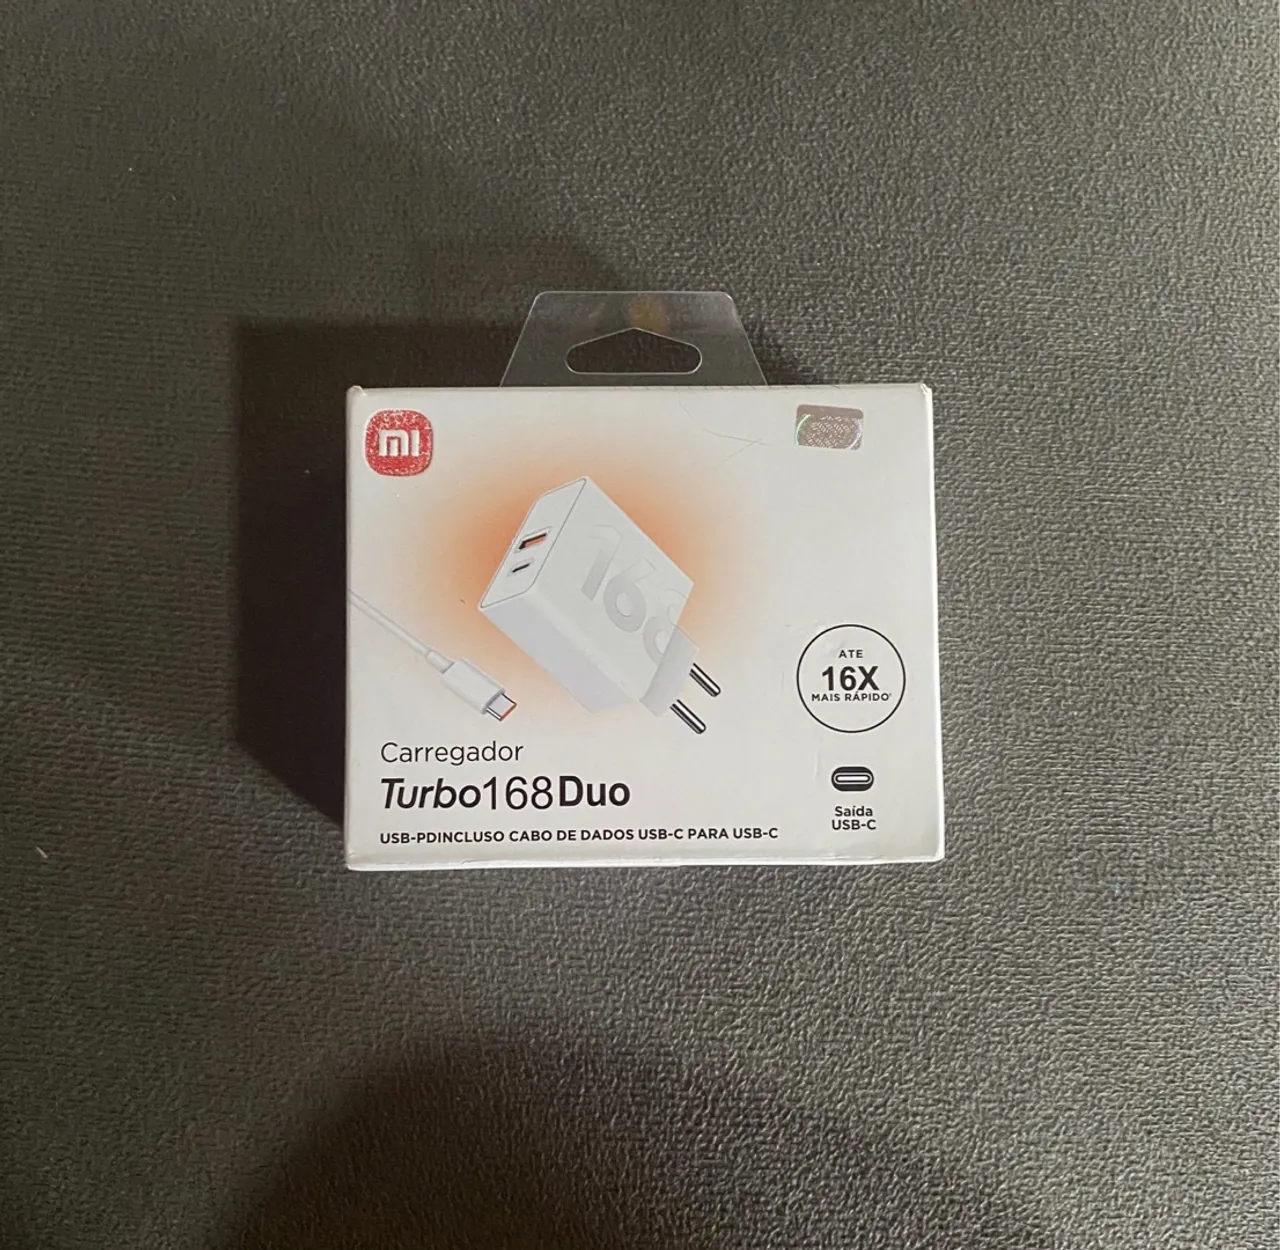 mi
168
ATE
16X
MAIS RÁPIDO
Carregador
Turbo168Duo
USB-PDINCLUSO CABO DE DADOS USB-C PARA USB-C
Saída
USB-C